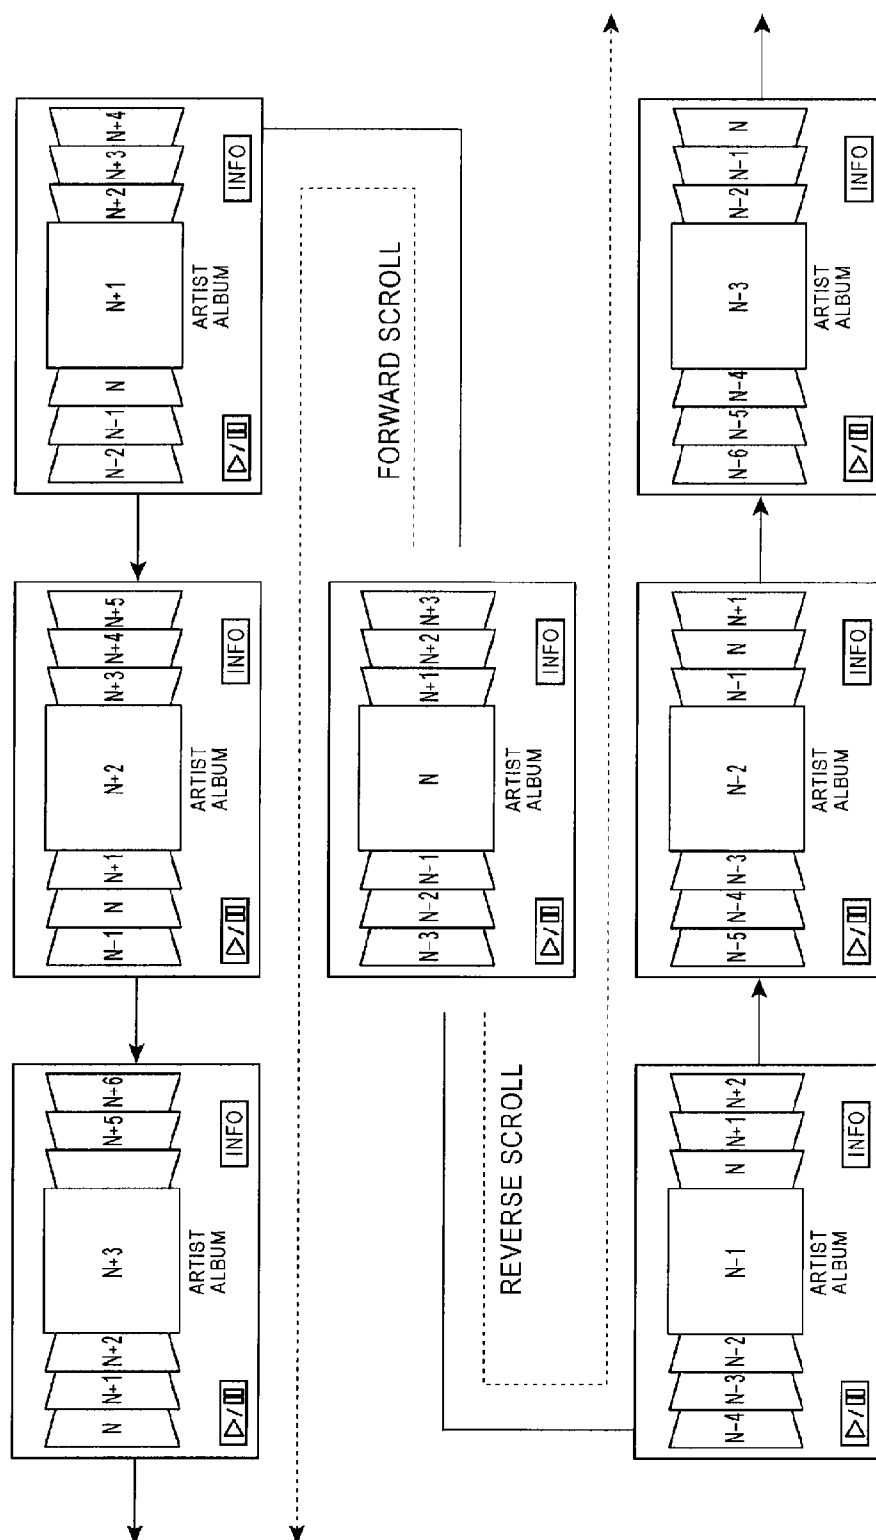 N N+1 N+2 N+3 N+5 N+6
ARTIST
ALBUM
▷/❚❚ INFO
N-1 N N+1 N+2 N+3 N+4 N+5
ARTIST
ALBUM
▷/❚❚ INFO
N-2 N-1 N N+1 N+2 N+3 N+4
ARTIST
ALBUM
▷/❚❚ INFO
FORWARD SCROLL
N-3 N-2 N-1 N N+1 N+2 N+3
ARTIST
ALBUM
▷/❚❚ INFO
REVERSE SCROLL
N-4 N-3 N-2 N-1 N N+1 N+2
ARTIST
ALBUM
▷/❚❚ INFO
N-5 N-4 N-3 N-2 N-1 N N+1
ARTIST
ALBUM
▷/❚❚ INFO
N-6 N-5 N-4 N-3 N-2 N-1 N
ARTIST
ALBUM
▷/❚❚ INFO